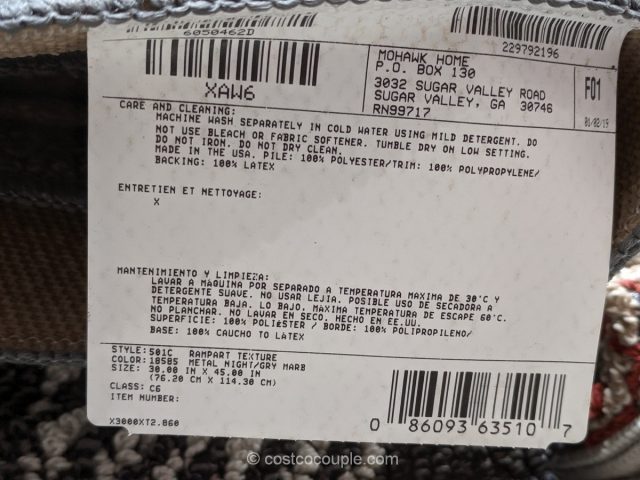 6050462D
229792196
XAW6
MOHAWK HOME
P.O. BOX 130
3032 SUGAR VALLEY ROAD
SUGAR VALLEY, GA 30746
RN99717
F01
01/02/19
CARE AND CLEANING:
MACHINE WASH SEPARATELY IN COLD WATER USING MILD DETERGENT. DO
NOT USE BLEACH OR FABRIC SOFTENER. TUMBLE DRY ON LOW SETTING.
DO NOT IRON. DO NOT DRY CLEAN.
MADE IN THE USA. PILE: 100% POLYESTER/TRIM: 100% POLYPROPYLENE/
BACKING: 100% LATEX
ENTRETIEN ET NETTOYAGE:
X
MANTENIMIENTO Y LIMPIEZA:
LAVAR A MAQUINA POR SEPARADO A TEMPERATURA MAXIMA DE 30°C Y
DETERGENTE SUAVE. NO USAR LEJIA. POSIBLE USO DE SECADORA A
TEMPERATURA BAJA. LO BAJO. MAXIMA TEMPERATURA DE ESCAPE 60°C.
NO PLANCHAR. NO LAVAR EN SECO. HECHO EN EE.UU.
SUPERFICIE: 100% POLIESTER / BORDE: 100% POLIPROPILENO/
BASE: 100% CAUCHO TO LATEX
STYLE: 501C RAMPART TEXTURE
COLOR: 18585 METAL NIGHT/GRY MARB
SIZE: 30.00 IN X 45.00 IN
(76.20 CM X 114.30 CM)
CLASS: C6
ITEM NUMBER:
X3000XT2.860
0 86093 63510 7
© costcocouple.com